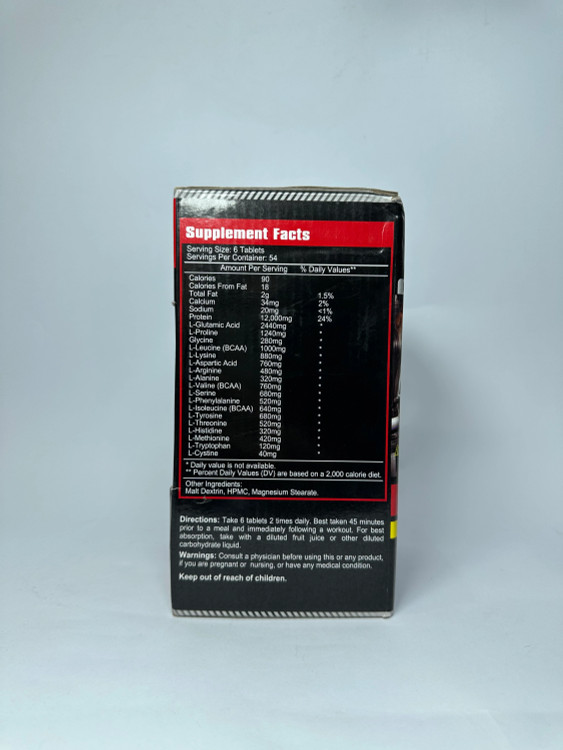 Supplement Facts
Serving Size: 6 Tablets
Servings Per Container: 54
Amount Per Serving % Daily Values**
Calories 90
Calories From Fat 18
Total Fat 2g 1.5%
Calcium 34mg 2%
Sodium 20mg <1%
Protein 12,000mg 24%
L-Glutamic Acid 2440mg *
L-Proline 1240mg *
Glycine 280mg *
L-Leucine (BCAA) 1000mg *
L-Lysine 880mg *
L-Aspartic Acid 760mg *
L-Arginine 480mg *
L-Alanine 320mg *
L-Valine (BCAA) 760mg *
L-Serine 680mg *
L-Phenylalanine 520mg *
L-Isoleucine (BCAA) 640mg *
L-Tyrosine 680mg *
L-Threonine 520mg *
L-Histidine 320mg *
L-Methionine 420mg *
L-Tryptophan 120mg *
L-Cystine 40mg *
* Daily value is not available.
** Percent Daily Values (DV) are based on a 2,000 calorie diet.
Other Ingredients:
Malt Dextrin, HPMC, Magnesium Stearate.
Directions: Take 6 tablets 2 times daily. Best taken 45 minutes
prior to a meal and immediately following a workout. For best
absorption, take with a diluted fruit juice or other diluted
carbohydrate liquid.
Warnings: Consult a physician before using this or any product,
if you are pregnant or nursing, or have any medical condition.
Keep out of reach of children.